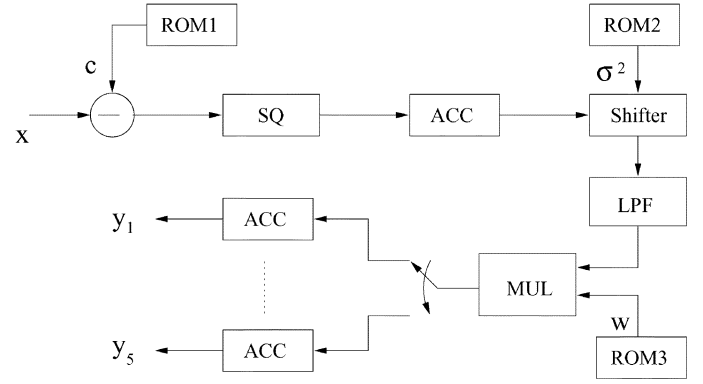 ROM1
ROM2
c
σ²
x
—
SQ
ACC
Shifter
LPF
y₁
ACC
MUL
w
y₅
ACC
ROM3